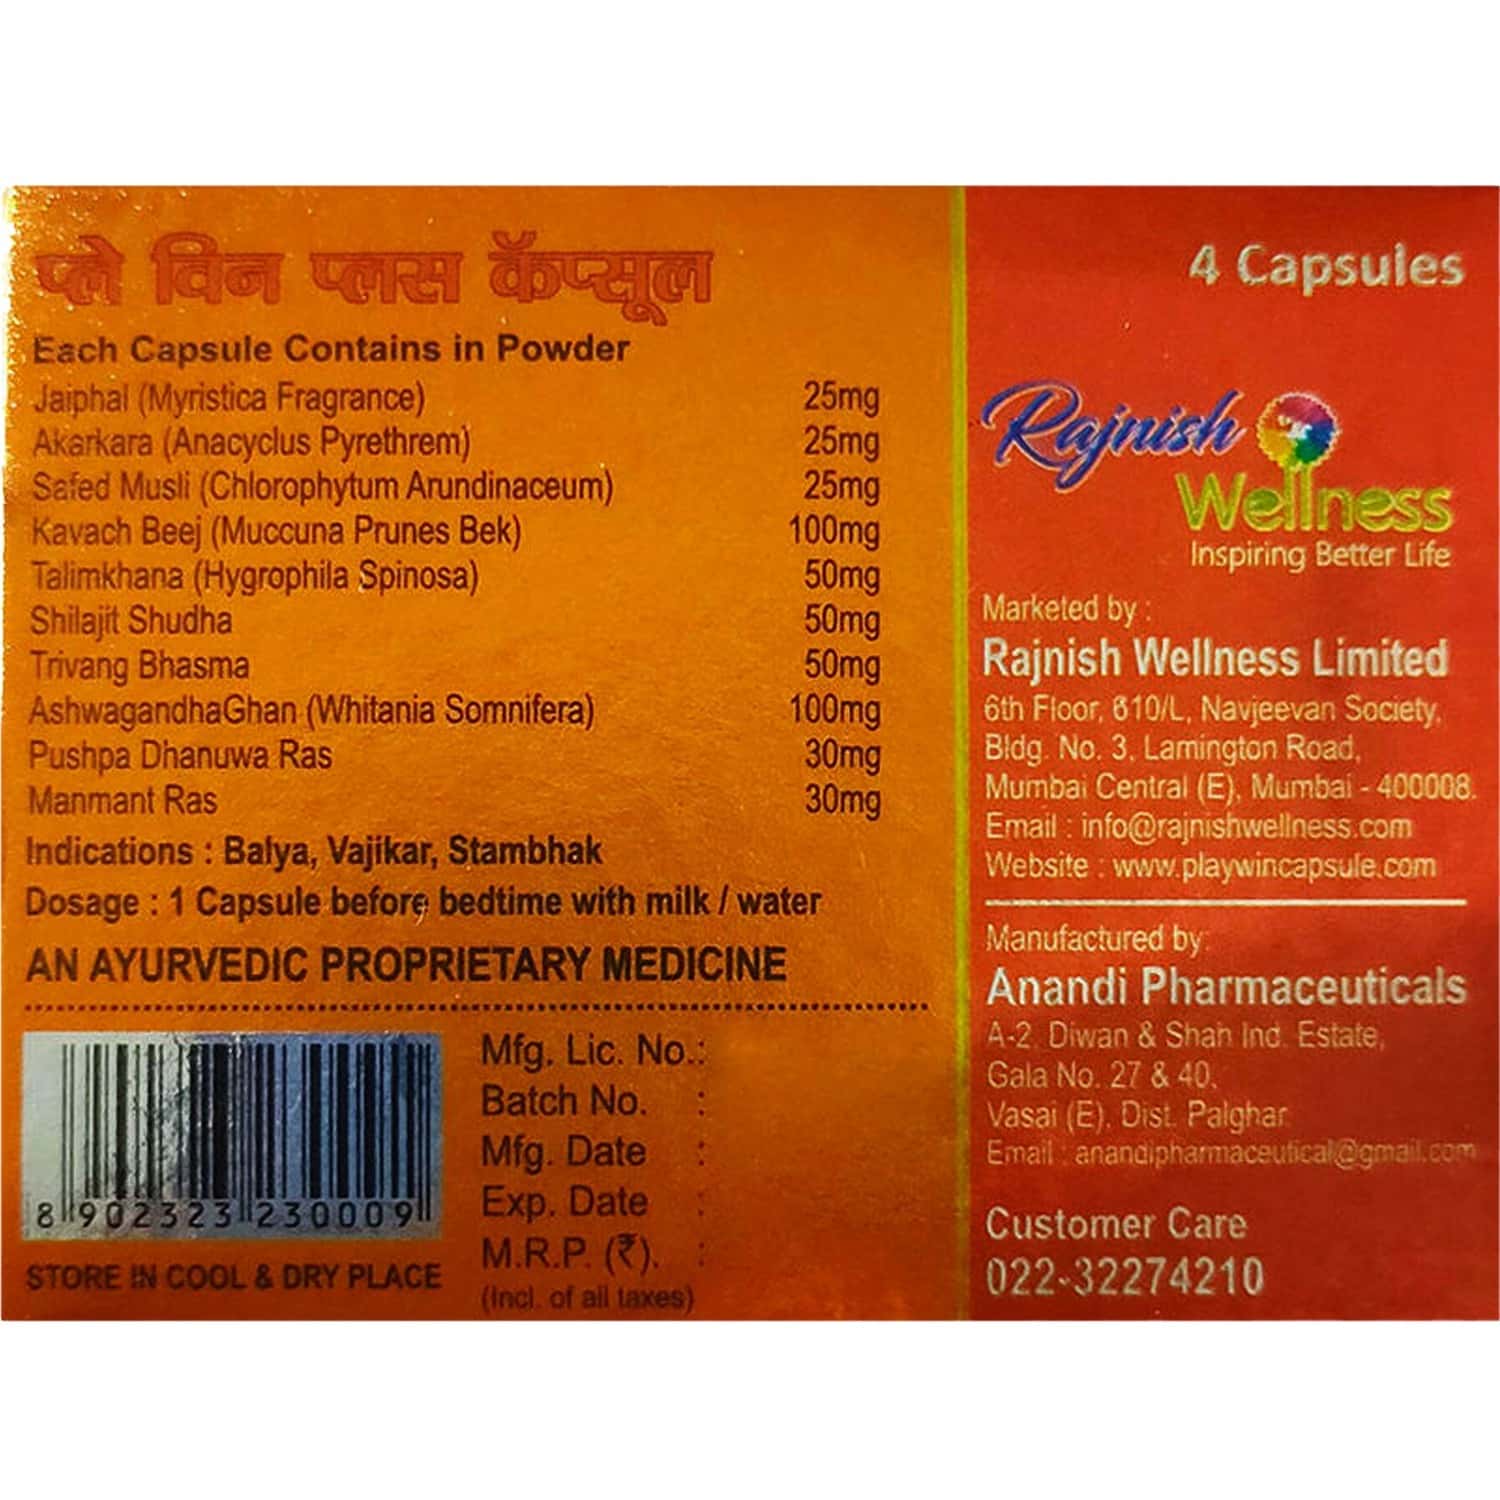 प्ले विन प्लस कॅप्सूल
Each Capsule Contains in Powder
Jaiphal (Myristica Fragrance) 25mg
Akarkara (Anacyclus Pyrethrem) 25mg
Safed Musli (Chlorophytum Arundinaceum) 25mg
Kavach Beej (Muccuna Prunes Bek) 100mg
Talimkhana (Hygrophila Spinosa) 50mg
Shilajit Shudha 50mg
Trivang Bhasma 50mg
AshwagandhaGhan (Whitania Somnifera) 100mg
Pushpa Dhanuwa Ras 30mg
Manmant Ras 30mg
Indications : Balya, Vajikar, Stambhak
Dosage : 1 Capsule before bedtime with milk / water
AN AYURVEDIC PROPRIETARY MEDICINE
8 902323 230009
STORE IN COOL & DRY PLACE
Mfg. Lic. No.:
Batch No. :
Mfg. Date :
Exp. Date :
M.R.P. (₹). :
(Incl. of all taxes)
4 Capsules
Rajnish
Wellness
Inspiring Better Life
Marketed by :
Rajnish Wellness Limited
6th Floor, 610/L, Navjeevan Society,
Bldg. No. 3, Lamington Road,
Mumbai Central (E), Mumbai - 400008.
Email : info@rajnishwellness.com
Website : www.playwincapsule.com
Manufactured by:
Anandi Pharmaceuticals
A-2, Diwan & Shah Ind. Estate,
Gala No. 27 & 40,
Vasai (E), Dist. Palghar.
Email : anandipharmaceutical@gmail.com
Customer Care
022-32274210